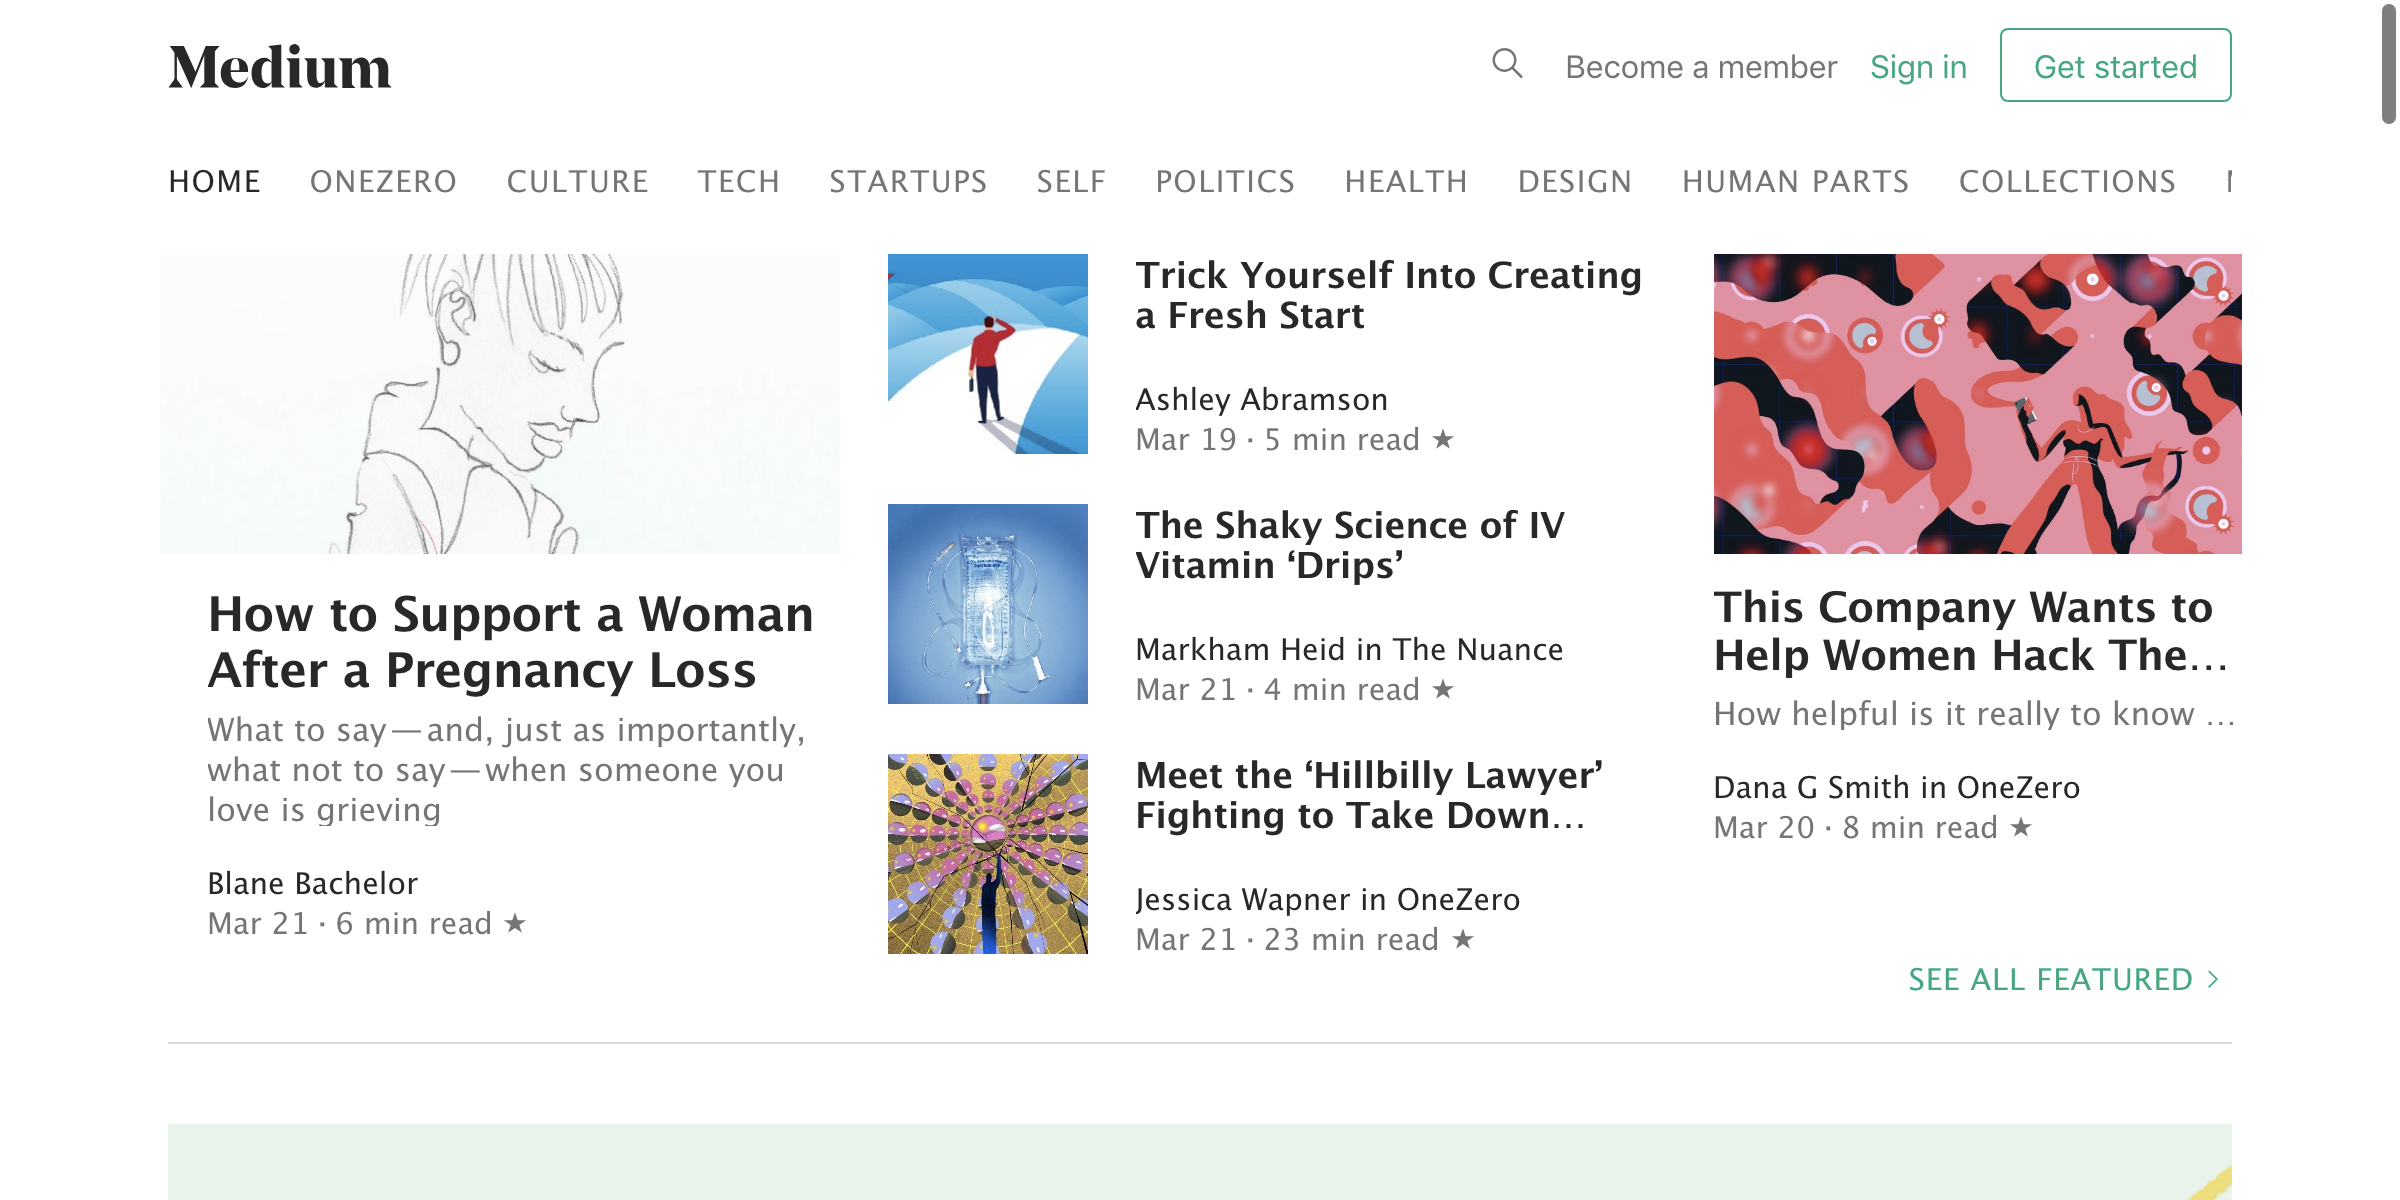 Medium
Become a member
Sign in
Get started
HOME ONEZERO CULTURE TECH STARTUPS SELF POLITICS HEALTH DESIGN HUMAN PARTS COLLECTIONS
How to Support a Woman
After a Pregnancy Loss
What to say — and, just as importantly,
what not to say — when someone you
love is grieving
Blane Bachelor
Mar 21 · 6 min read ★
Trick Yourself Into Creating
a Fresh Start
Ashley Abramson
Mar 19 · 5 min read ★
The Shaky Science of IV
Vitamin ‘Drips’
Markham Heid in The Nuance
Mar 21 · 4 min read ★
Meet the ‘Hillbilly Lawyer’
Fighting to Take Down…
Jessica Wapner in OneZero
Mar 21 · 23 min read ★
This Company Wants to
Help Women Hack The…
How helpful is it really to know …
Dana G Smith in OneZero
Mar 20 · 8 min read ★
SEE ALL FEATURED